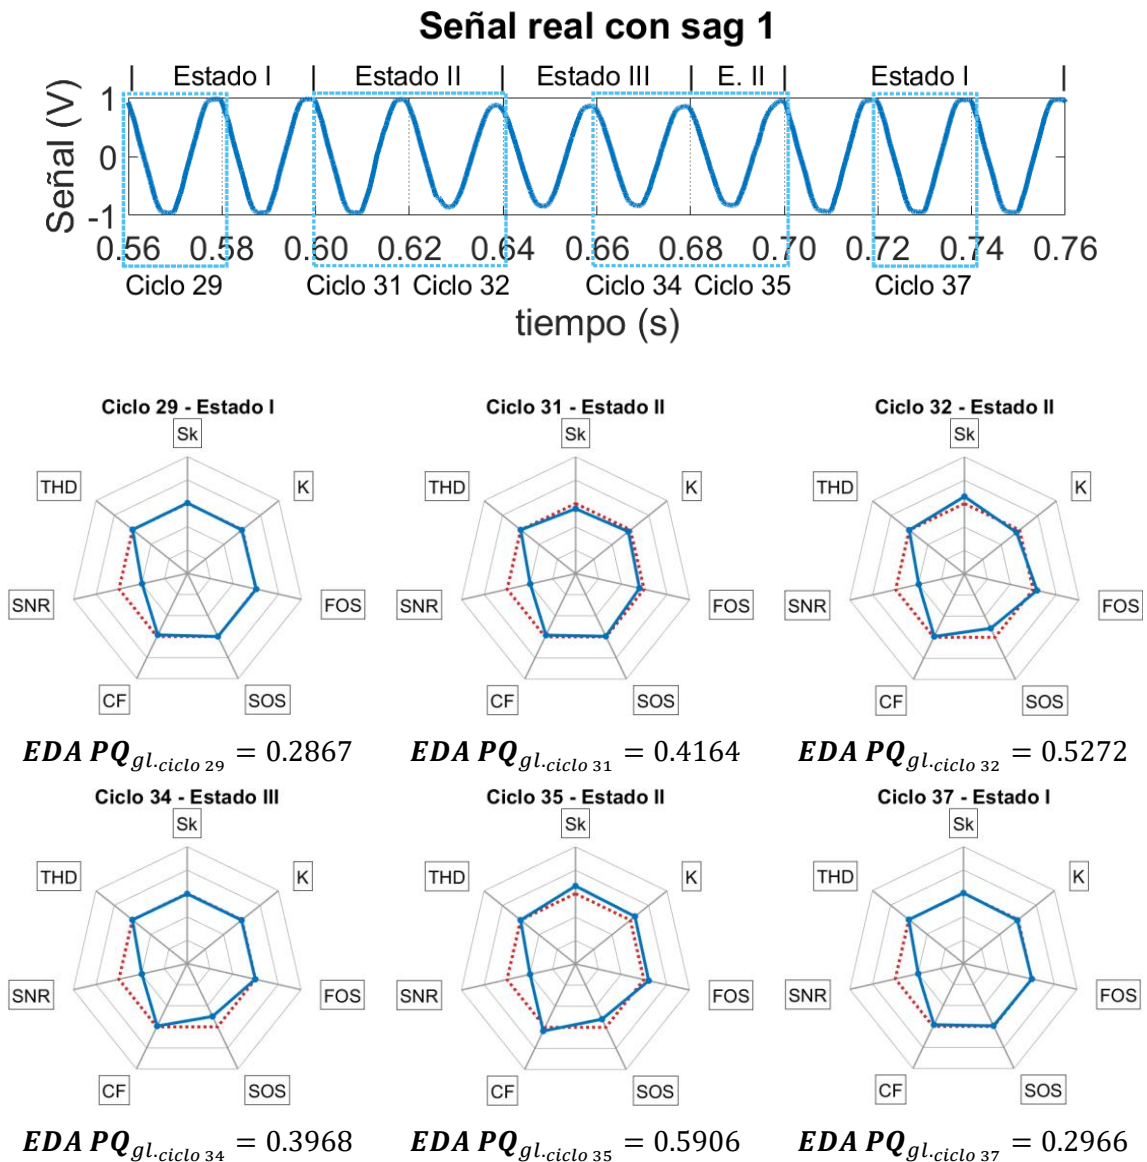 Señal real con sag 1
| Estado I | Estado II | Estado III | E. II | Estado I |
Señal (V)
1
0
-1
0.56 0.58 0.60 0.62 0.64 0.66 0.68 0.70 0.72 0.74 0.76
Ciclo 29 Ciclo 31 Ciclo 32 Ciclo 34 Ciclo 35 Ciclo 37
tiempo (s)
Ciclo 29 - Estado I
Sk
THD K
SNR FOS
CF SOS
EDA PQgl.ciclo 29 = 0.2867
Ciclo 31 - Estado II
Sk
THD K
SNR FOS
CF SOS
EDA PQgl.ciclo 31 = 0.4164
Ciclo 32 - Estado II
Sk
THD K
SNR FOS
CF SOS
EDA PQgl.ciclo 32 = 0.5272
Ciclo 34 - Estado III
Sk
THD K
SNR FOS
CF SOS
EDA PQgl.ciclo 34 = 0.3968
Ciclo 35 - Estado II
Sk
THD K
SNR FOS
CF SOS
EDA PQgl.ciclo 35 = 0.5906
Ciclo 37 - Estado I
Sk
THD K
SNR FOS
CF SOS
EDA PQgl.ciclo 37 = 0.2966